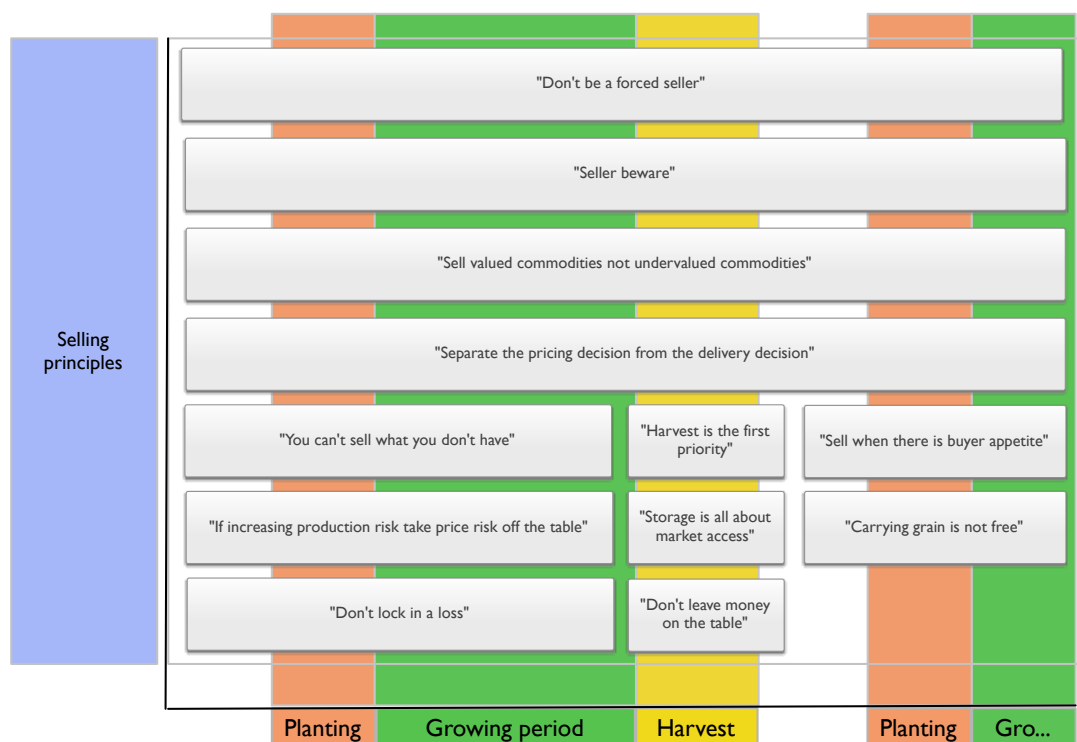 "Don't be a forced seller"
"Seller beware"
"Sell valued commodities not undervalued commodities"
Selling
principles
"Separate the pricing decision from the delivery decision"
"You can't sell what you don't have"
"Harvest is the first
priority"
"Sell when there is buyer appetite"
"If increasing production risk take price risk off the table"
"Storage is all about
market access"
"Carrying grain is not free"
"Don't lock in a loss"
"Don't leave money
on the table"
Planting
Growing period
Harvest
Planting
Gro...